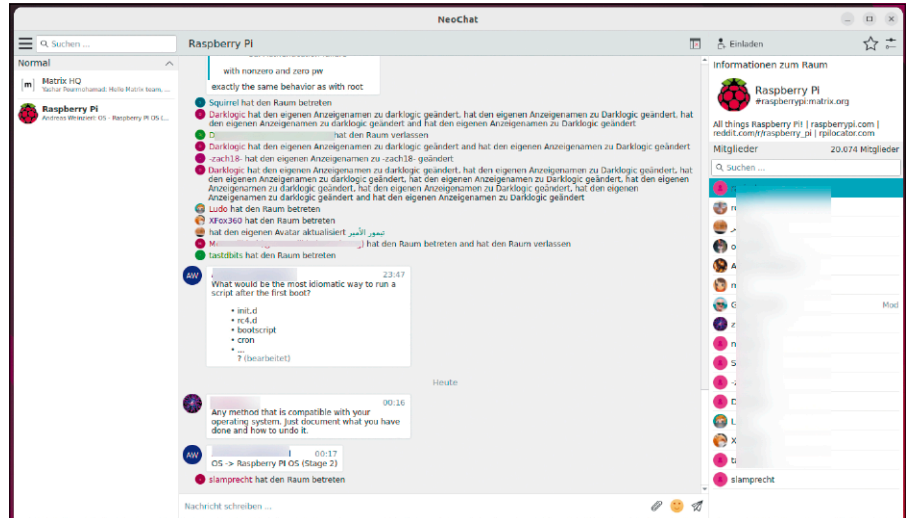 NeoChat
Suchen ...
Raspberry Pi
Einladen
Normal
Matrix HQ
Yashar Pourmohamad: Hello Matrix team, ...
Raspberry Pi
Andreas Weinzierl: OS - Raspberry PI OS (...
with nonzero and zero pw
exactly the same behavior as with root
Squirrel hat den Raum betreten
Darklogic hat den eigenen Anzeigenamen zu darklogic geändert, hat den eigenen Anzeigenamen zu Darklogic geändert, hat
den eigenen Anzeigenamen zu darklogic geändert and hat den eigenen Anzeigenamen zu Darklogic geändert
hat den Raum verlassen
Darklogic hat den eigenen Anzeigenamen zu darklogic geändert and hat den eigenen Anzeigenamen zu Darklogic geändert
-zach18- hat den eigenen Anzeigenamen zu -zach18- geändert
Darklogic hat den eigenen Anzeigenamen zu darklogic geändert, hat den eigenen Anzeigenamen zu Darklogic geändert, hat
den eigenen Anzeigenamen zu darklogic geändert, hat den eigenen Anzeigenamen zu Darklogic geändert, hat den eigenen
Anzeigenamen zu darklogic geändert, hat den eigenen Anzeigenamen zu Darklogic geändert, hat den eigenen
Anzeigenamen zu darklogic geändert and hat den eigenen Anzeigenamen zu Darklogic geändert
Ludo hat den Raum betreten
XFox360 hat den Raum betreten
hat den eigenen Avatar aktualisiert تيمور الأمير
hat den Raum betreten and hat den Raum verlassen
tastdbits hat den Raum betreten
AW
23:47
What would be the most idiomatic way to run a
script after the first boot?
• init.d
• rc4.d
• bootscript
• cron
• ...
? (bearbeitet)
Heute
00:16
Any method that is compatible with your
operating system. Just document what you have
done and how to undo it.
AW
00:17
OS -> Raspberry PI OS (Stage 2)
slamprecht hat den Raum betreten
Nachricht schreiben ...
Informationen zum Raum
Raspberry Pi
#raspberrypi:matrix.org
All things Raspberry Pi! | raspberrypi.com |
reddit.com/r/raspberry_pi | rpilocator.com
Mitglieder
20.074 Mitglieder
Suchen ...
Mod
slamprecht